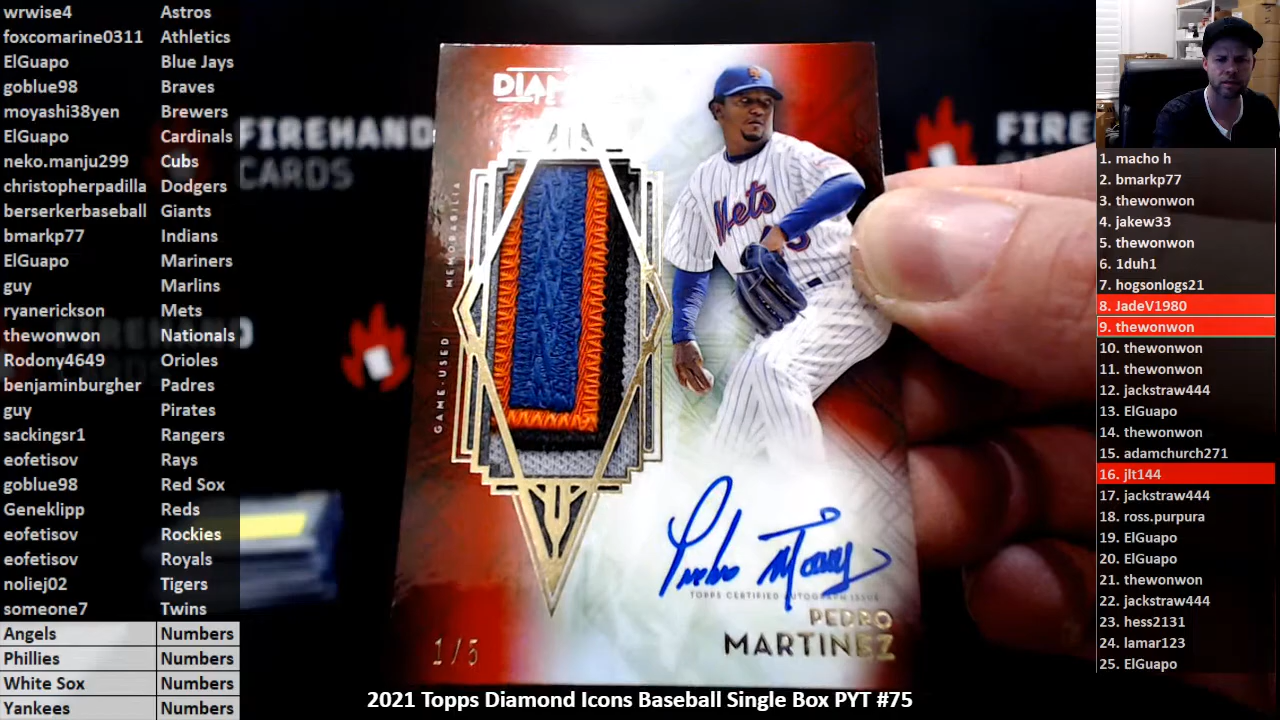 wrwise4 Astros
foxcomarine0311 Athletics
ElGuapo Blue Jays
goblue98 Braves
moyashi38yen Brewers
ElGuapo Cardinals
neko.manju299 Cubs
christopherpadilla Dodgers
berserkerbaseball Giants
bmarkp77 Indians
ElGuapo Mariners
guy Marlins
ryanerickson Mets
thewonwon Nationals
Rodony4649 Orioles
benjaminburgher Padres
guy Pirates
sackingsr1 Rangers
eofetisov Rays
goblue98 Red Sox
Geneklipp Reds
eofetisov Rockies
eofetisov Royals
noliej02 Tigers
someone7 Twins
Angels Numbers
Phillies Numbers
White Sox Numbers
Yankees Numbers
FIREHAND
CARDS
FIRE
CAR
MEMORABILIA
GAME-USED
Mets
TOPPS CERTIFIED AUTOGRAPH ISSUE
PEDRO
MARTINEZ
1/5
2021 Topps Diamond Icons Baseball Single Box PYT #75
1. macho h
2. bmarkp77
3. thewonwon
4. jakew33
5. thewonwon
6. 1duh1
7. hogsonlogs21
8. JadeV1980
9. thewonwon
10. thewonwon
11. thewonwon
12. jackstraw444
13. ElGuapo
14. thewonwon
15. adamchurch271
16. jlt144
17. jackstraw444
18. ross.purpura
19. ElGuapo
20. ElGuapo
21. thewonwon
22. jackstraw444
23. hess2131
24. lamar123
25. ElGuapo